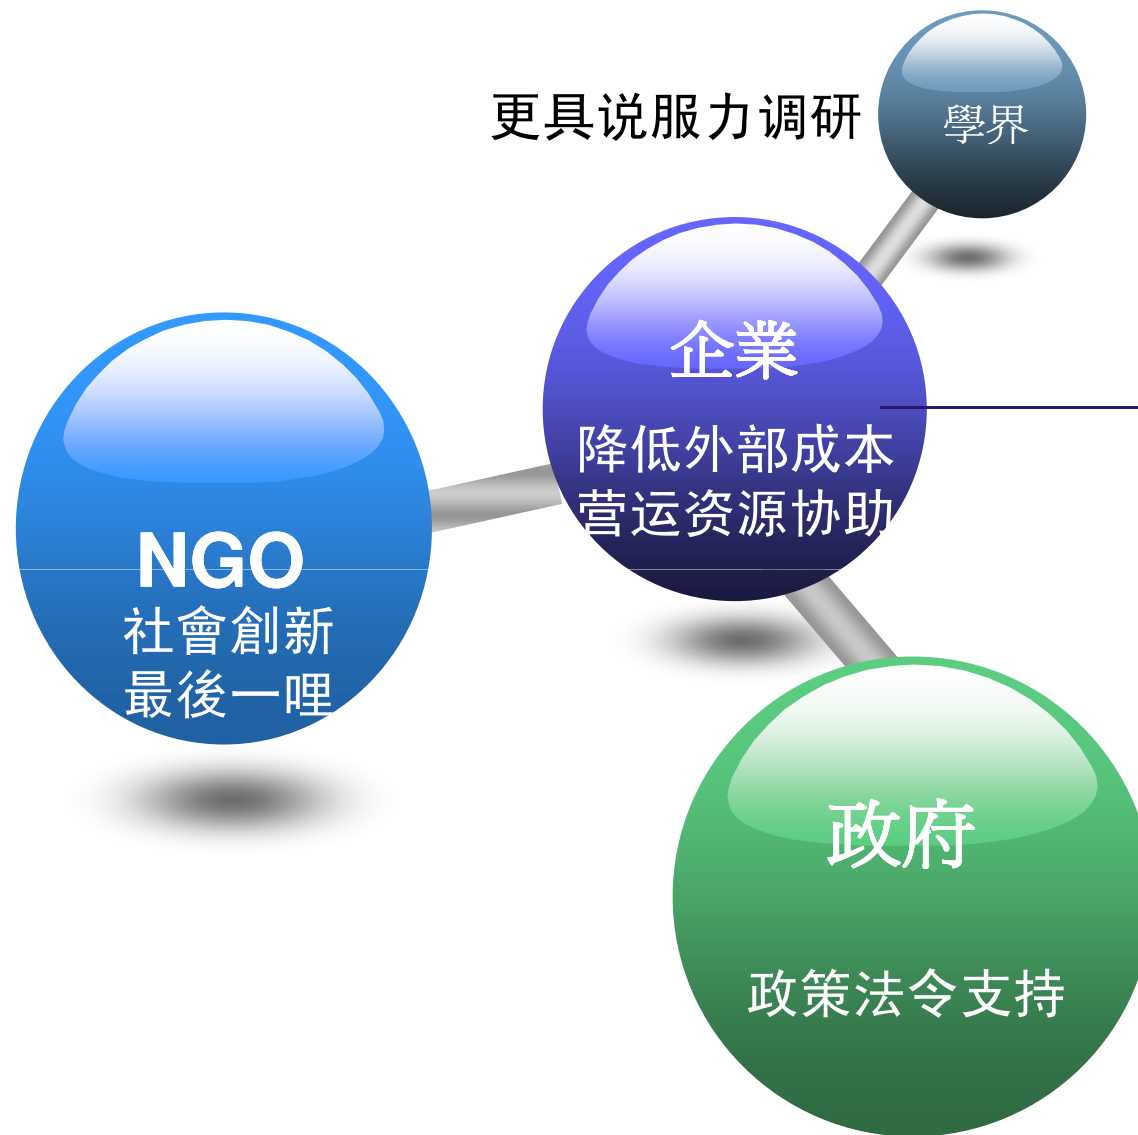 更具说服力调研
學界
企業
降低外部成本
营运资源协助
NGO
社會創新
最後一哩
政府
政策法令支持